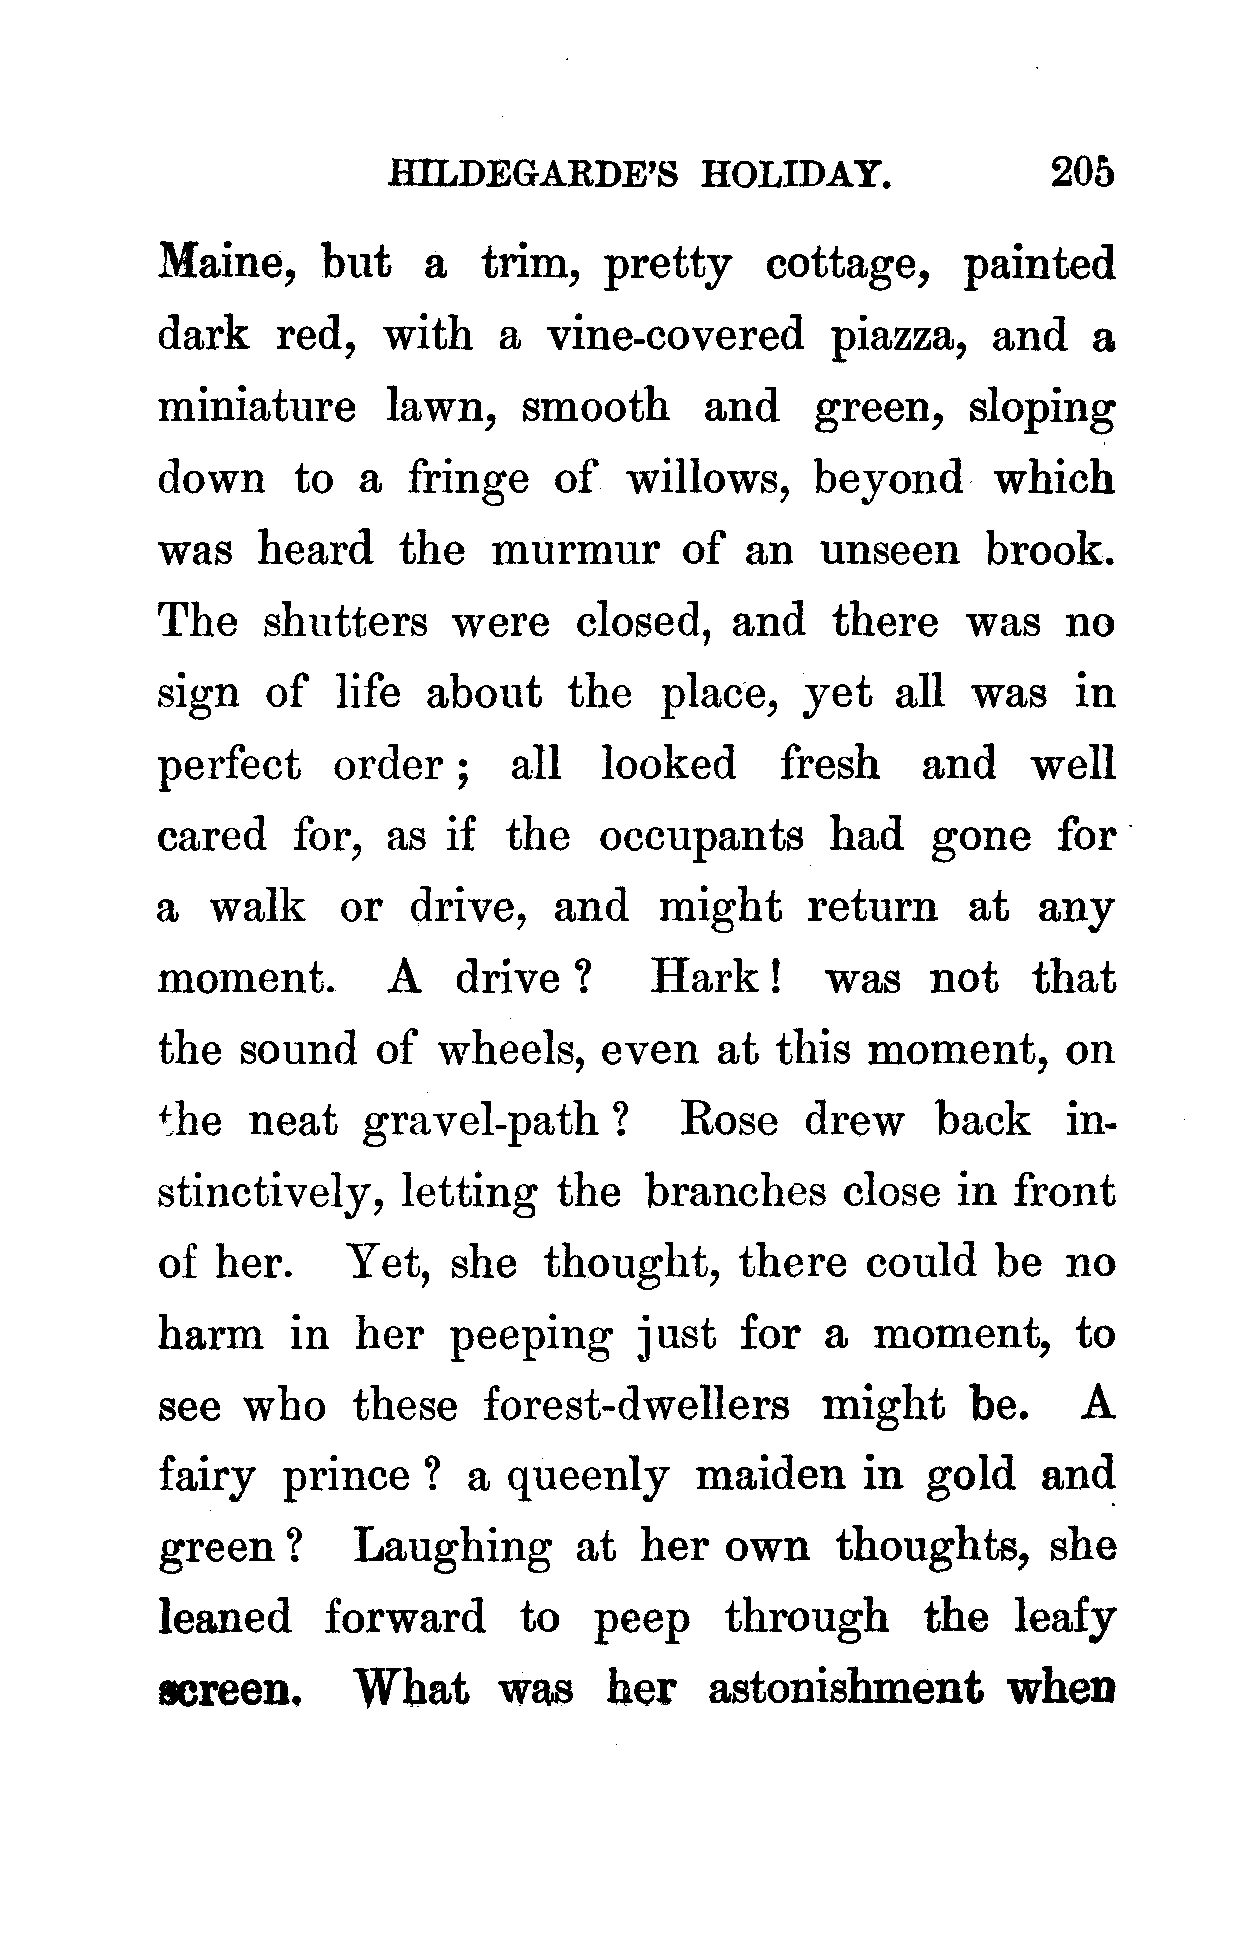 HILDEGARDE'S HOLIDAY. 205
Maine, but a trim, pretty cottage, painted
dark red, with a vine-covered piazza, and a
miniature lawn, smooth and green, sloping
down to a fringe of willows, beyond which
was heard the murmur of an unseen brook.
The shutters were closed, and there was no
sign of life about the place, yet all was in
perfect order ; all looked fresh and well
cared for, as if the occupants had gone for
a walk or drive, and might return at any
moment. A drive ? Hark ! was not that
the sound of wheels, even at this moment, on
the neat gravel-path ? Rose drew back in-
stinctively, letting the branches close in front
of her. Yet, she thought, there could be no
harm in her peeping just for a moment, to
see who these forest-dwellers might be. A
fairy prince ? a queenly maiden in gold and
green ? Laughing at her own thoughts, she
leaned forward to peep through the leafy
screen. What was her astonishment when